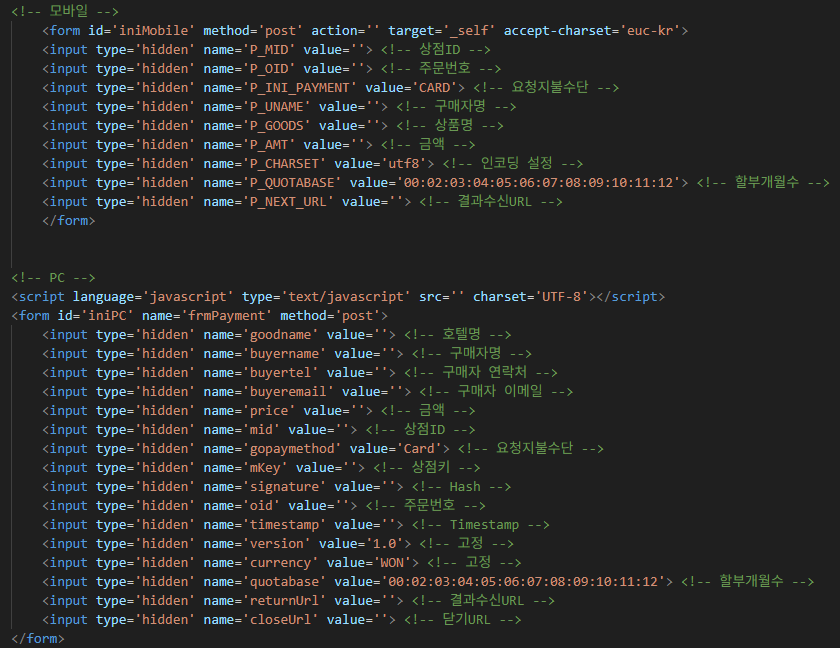 <!-- 모바일 -->
<form id='iniMobile' method='post' action='' target='_self' accept-charset='euc-kr'>
<input type='hidden' name='P_MID' value=''> <!-- 상점ID -->
<input type='hidden' name='P_OID' value=''> <!-- 주문번호 -->
<input type='hidden' name='P_INI_PAYMENT' value='CARD'> <!-- 요청지불수단 -->
<input type='hidden' name='P_UNAME' value=''> <!-- 구매자명 -->
<input type='hidden' name='P_GOODS' value=''> <!-- 상품명 -->
<input type='hidden' name='P_AMT' value=''> <!-- 금액 -->
<input type='hidden' name='P_CHARSET' value='utf8'> <!-- 인코딩 설정 -->
<input type='hidden' name='P_QUOTABASE' value='00:02:03:04:05:06:07:08:09:10:11:12'> <!-- 할부개월수 -->
<input type='hidden' name='P_NEXT_URL' value=''> <!-- 결과수신URL -->
</form>
<!-- PC -->
<script language='javascript' type='text/javascript' src='' charset='UTF-8'></script>
<form id='iniPC' name='frmPayment' method='post'>
<input type='hidden' name='goodname' value=''> <!-- 호텔명 -->
<input type='hidden' name='buyername' value=''> <!-- 구매자명 -->
<input type='hidden' name='buyertel' value=''> <!-- 구매자 연락처 -->
<input type='hidden' name='buyeremail' value=''> <!-- 구매자 이메일 -->
<input type='hidden' name='price' value=''> <!-- 금액 -->
<input type='hidden' name='mid' value=''> <!-- 상점ID -->
<input type='hidden' name='gopaymethod' value='Card'> <!-- 요청지불수단 -->
<input type='hidden' name='mKey' value=''> <!-- 상점키 -->
<input type='hidden' name='signature' value=''> <!-- Hash -->
<input type='hidden' name='oid' value=''> <!-- 주문번호 -->
<input type='hidden' name='timestamp' value=''> <!-- Timestamp -->
<input type='hidden' name='version' value='1.0'> <!-- 고정 -->
<input type='hidden' name='currency' value='WON'> <!-- 고정 -->
<input type='hidden' name='quotabase' value='00:02:03:04:05:06:07:08:09:10:11:12'> <!-- 할부개월수 -->
<input type='hidden' name='returnUrl' value=''> <!-- 결과수신URL -->
<input type='hidden' name='closeUrl' value=''> <!-- 닫기URL -->
</form>